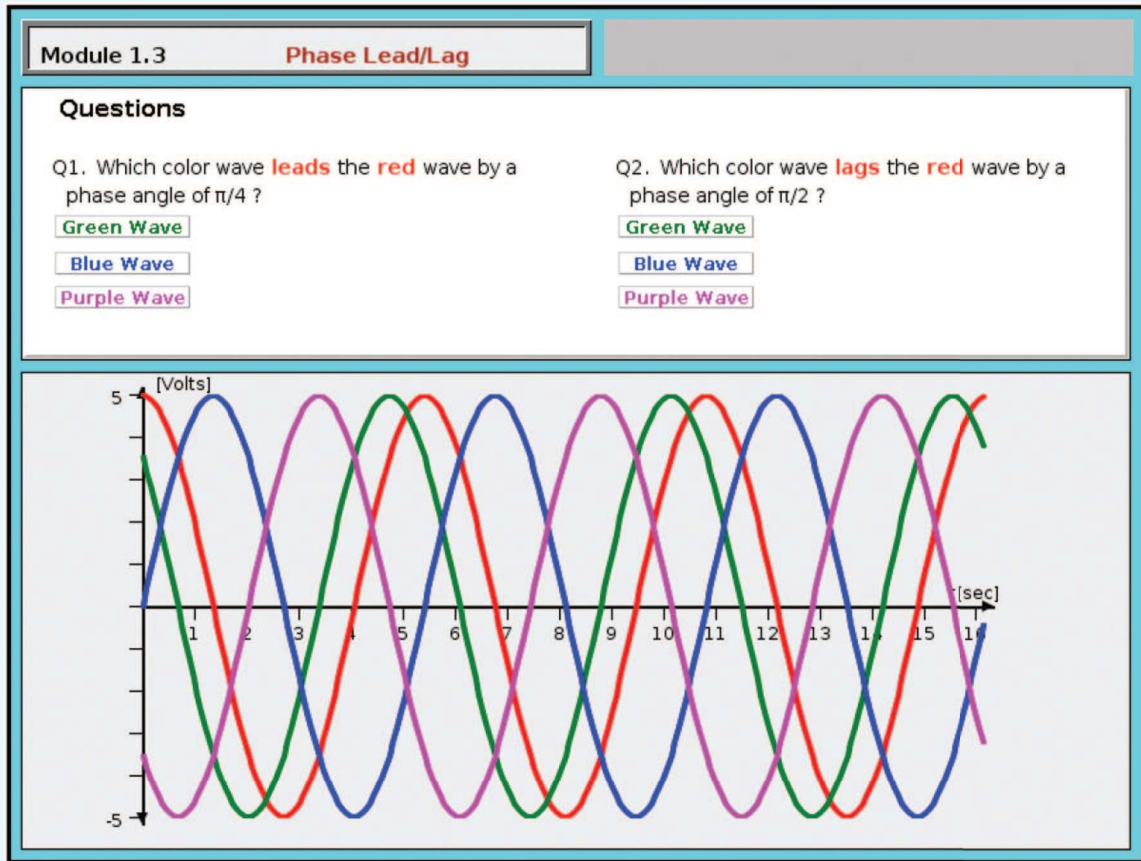 Module 1.3 Phase Lead/Lag
Questions
Q1. Which color wave leads the red wave by a
phase angle of π/4 ?
Green Wave
Blue Wave
Purple Wave
Q2. Which color wave lags the red wave by a
phase angle of π/2 ?
Green Wave
Blue Wave
Purple Wave
[Volts]
5
[sec]
1 2 3 4 5 6 7 8 9 10 11 12 13 14 15 16
-5